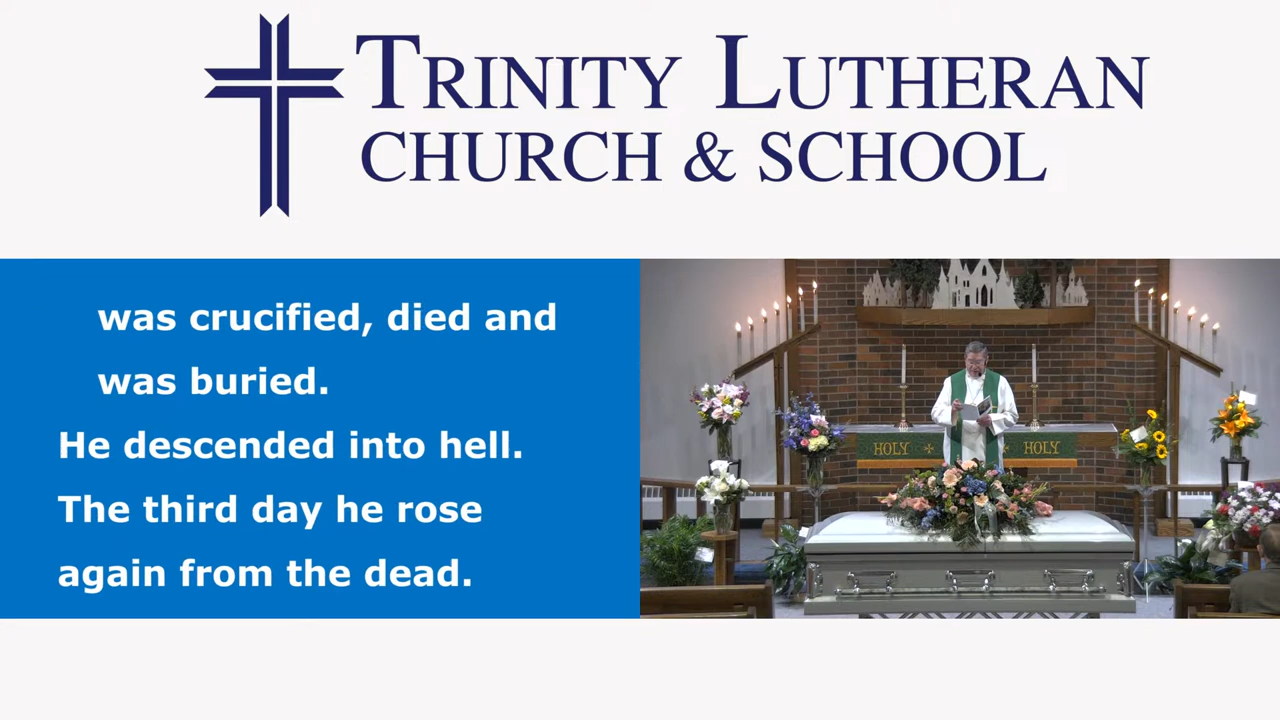 TRINITY LUTHERAN
CHURCH & SCHOOL
was crucified, died and
was buried.
He descended into hell.
The third day he rose
again from the dead.
HOLY HOLY